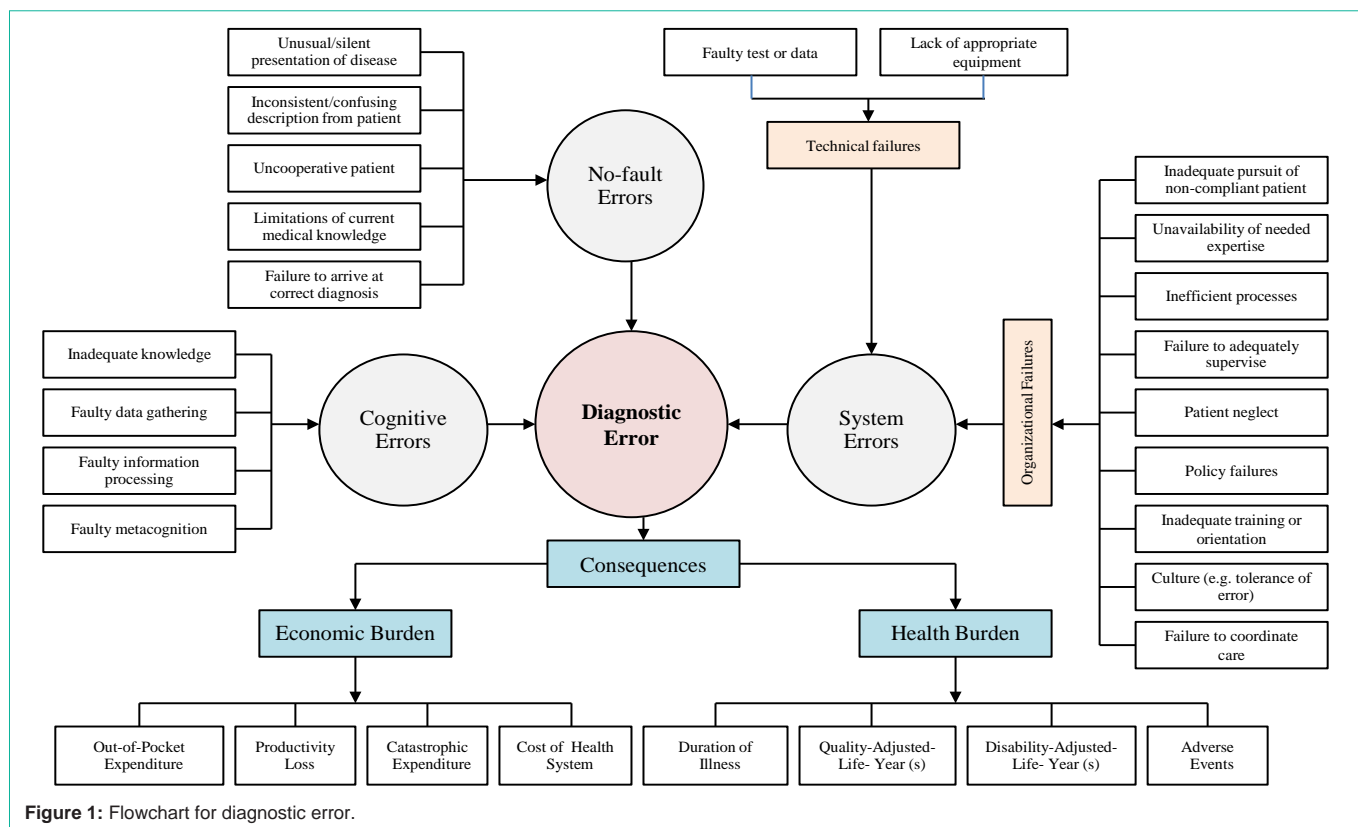 Unusual/silent
presentation of disease
Inconsistent/confusing
description from patient
Uncooperative patient
Limitations of current
medical knowledge
Failure to arrive at
correct diagnosis
No-fault
Errors
Faulty test or data
Lack of appropriate
equipment
Technical failures
Inadequate knowledge
Faulty data gathering
Faulty information
processing
Faulty metacognition
Cognitive
Errors
Diagnostic
Error
System
Errors
Organizational Failures
Inadequate pursuit of
non-compliant patient
Unavailability of needed
expertise
Inefficient processes
Failure to adequately
supervise
Patient neglect
Policy failures
Inadequate training or
orientation
Culture (e.g. tolerance of
error)
Failure to coordinate
care
Consequences
Economic Burden
Health Burden
Out-of-Pocket
Expenditure
Productivity
Loss
Catastrophic
Expenditure
Cost of Health
System
Duration of
Illness
Quality-Adjusted-
Life- Year (s)
Disability-Adjusted-
Life- Year (s)
Adverse
Events
Figure 1: Flowchart for diagnostic error.